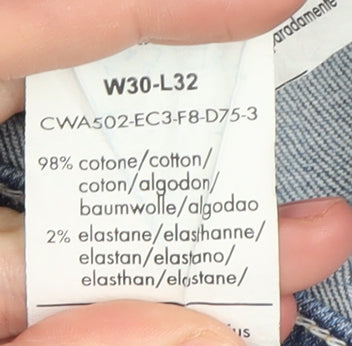 paradamente
W30-L32
CWA502-EC3-F8-D75-3
98% cotone/cotton/
coton/algodon/
baumwolle/algodao
2% elastane/elasthanne/
elastan/elastano/
elasthan/elastane/